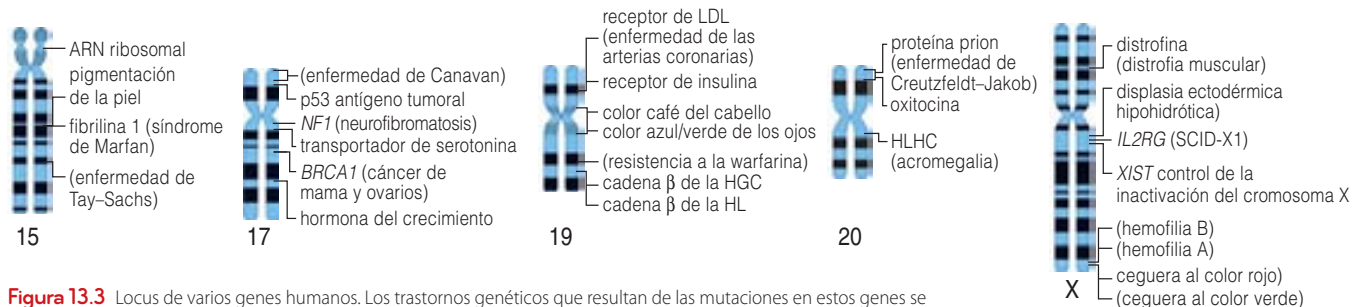 ARN ribosomal
pigmentación
de la piel
fibrilina 1 (síndrome
de Marfan)
(enfermedad de
Tay–Sachs)
15
(enfermedad de Canavan)
p53 antígeno tumoral
NF1 (neurofibromatosis)
transportador de serotonina
BRCA1 (cáncer de
mama y ovarios)
hormona del crecimiento
17
receptor de LDL
(enfermedad de las
arterias coronarias)
receptor de insulina
color café del cabello
color azul/verde de los ojos
(resistencia a la warfarina)
cadena β de la HGC
cadena β de la HL
19
proteína prion
(enfermedad de
Creutzfeldt–Jakob)
oxitocina
HLHC
(acromegalia)
20
distrofina
(distrofia muscular)
displasia ectodérmica
hipohidrótica)
IL2RG (SCID-X1)
XIST control de la
inactivación del cromosoma X
(hemofilia B)
(hemofilia A)
ceguera al color rojo)
(ceguera al color verde)
X
Figura 13.3 Locus de varios genes humanos. Los trastornos genéticos que resultan de las mutaciones en estos genes se